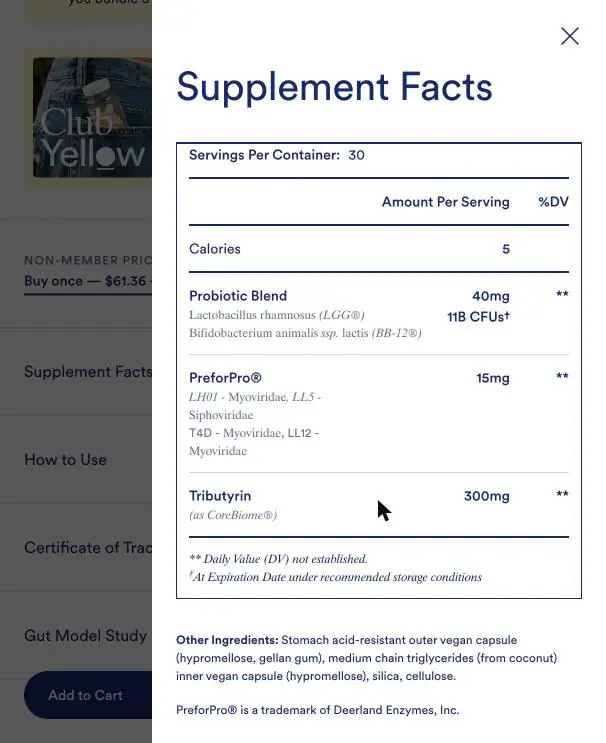 you bundle 3
Club
Yellow
NON-MEMBER PRIC
Buy once — $61.36
Supplement Facts
How to Use
Certificate of Trac
Gut Model Study
Add to Cart
Supplement Facts
Servings Per Container: 30
Amount Per Serving %DV
Calories 5
Probiotic Blend 40mg **
Lactobacillus rhamnosus (LGG®) 11B CFUs†
Bifidobacterium animalis ssp. lactis (BB-12®)
PreforPro® 15mg **
LH01 - Myoviridae, LL5 -
Siphoviridae
T4D - Myoviridae, LL12 -
Myoviridae
Tributyrin 300mg **
(as CoreBiome®)
** Daily Value (DV) not established.
†At Expiration Date under recommended storage conditions
Other Ingredients: Stomach acid-resistant outer vegan capsule
(hypromellose, gellan gum), medium chain triglycerides (from coconut)
inner vegan capsule (hypromellose), silica, cellulose.
PreforPro® is a trademark of Deerland Enzymes, Inc.